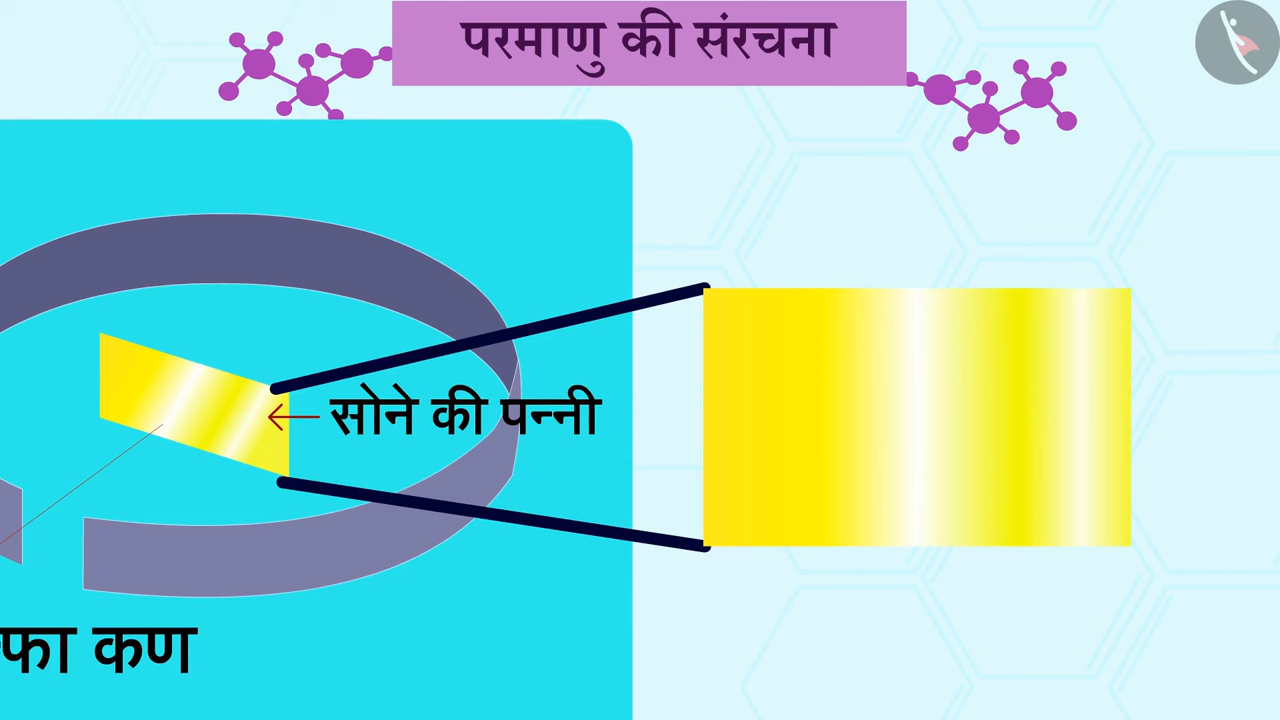 परमाणु की संरचना
सोने की पन्नी
कण